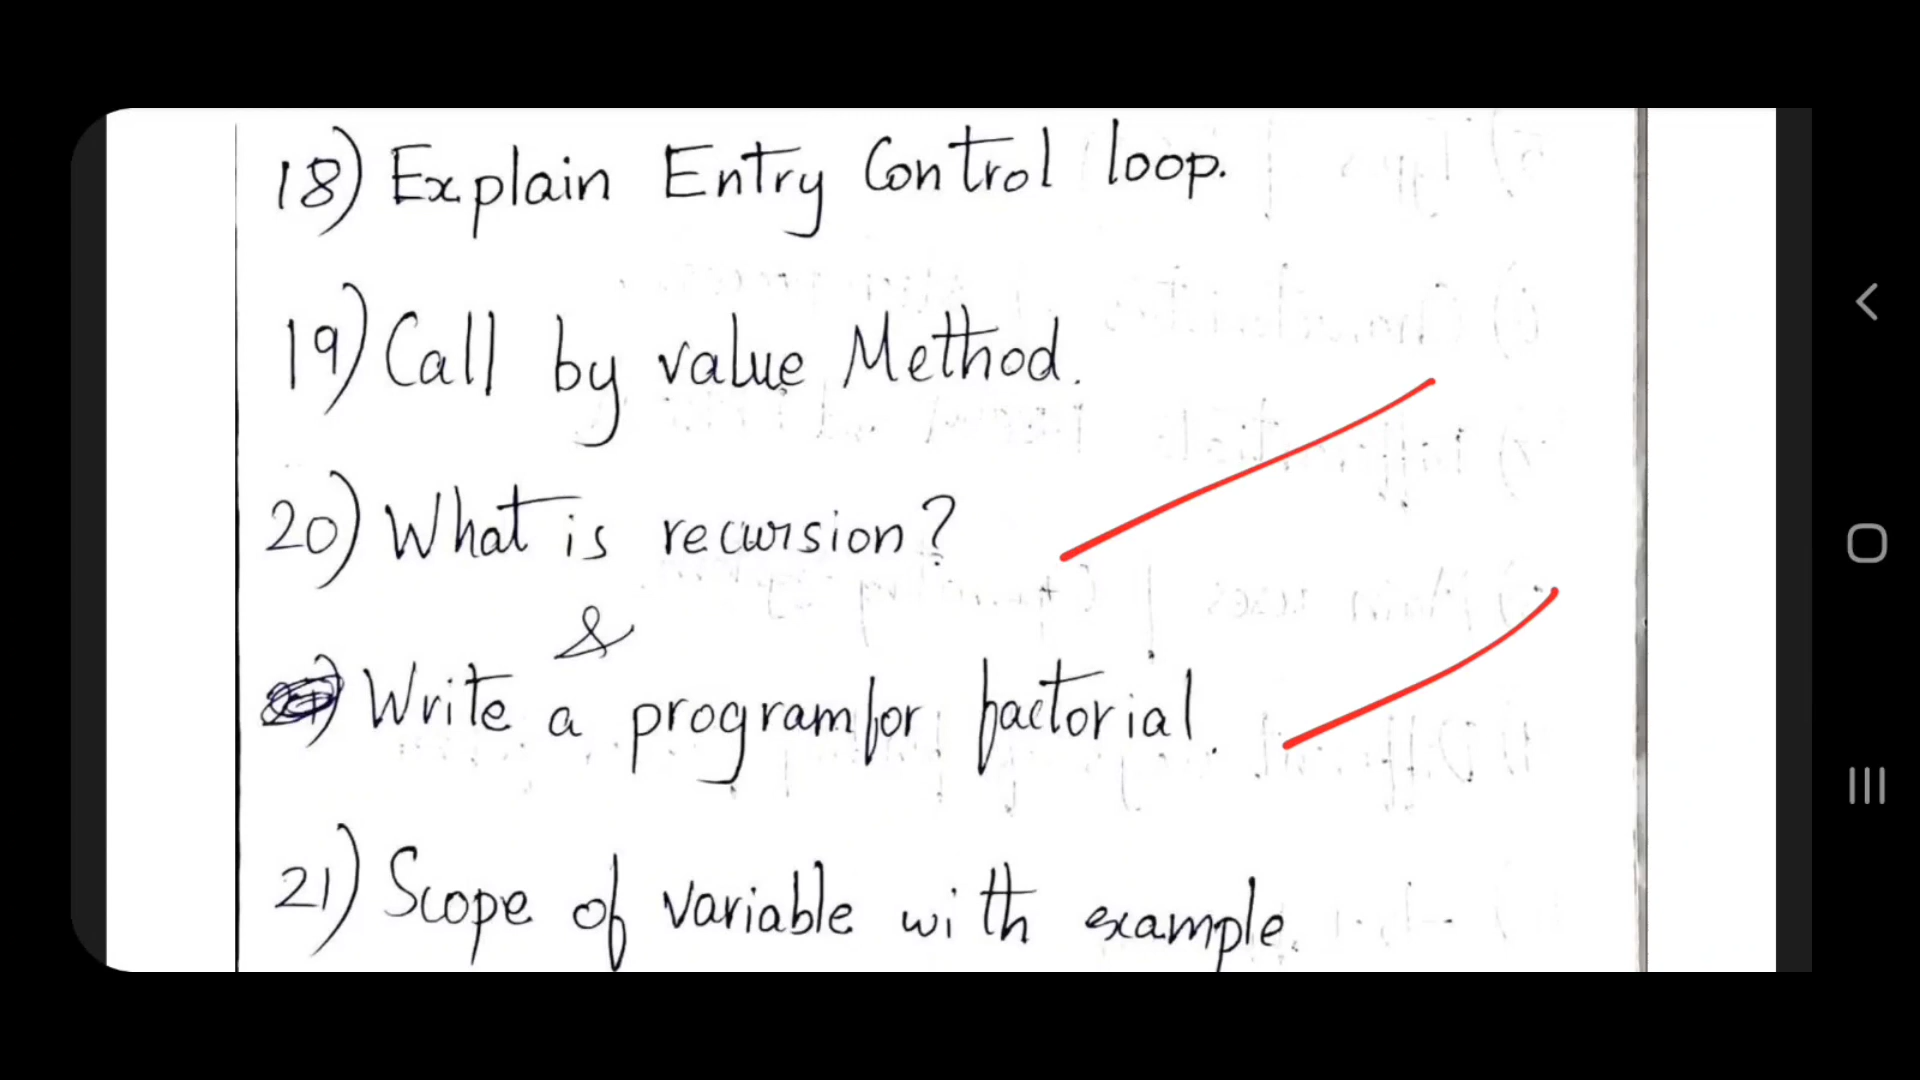 18) Explain Entry Control loop.
19) Call by value Method.
20) What is recursion?
&
Write a program for factorial.
21) Scope of variable with example.